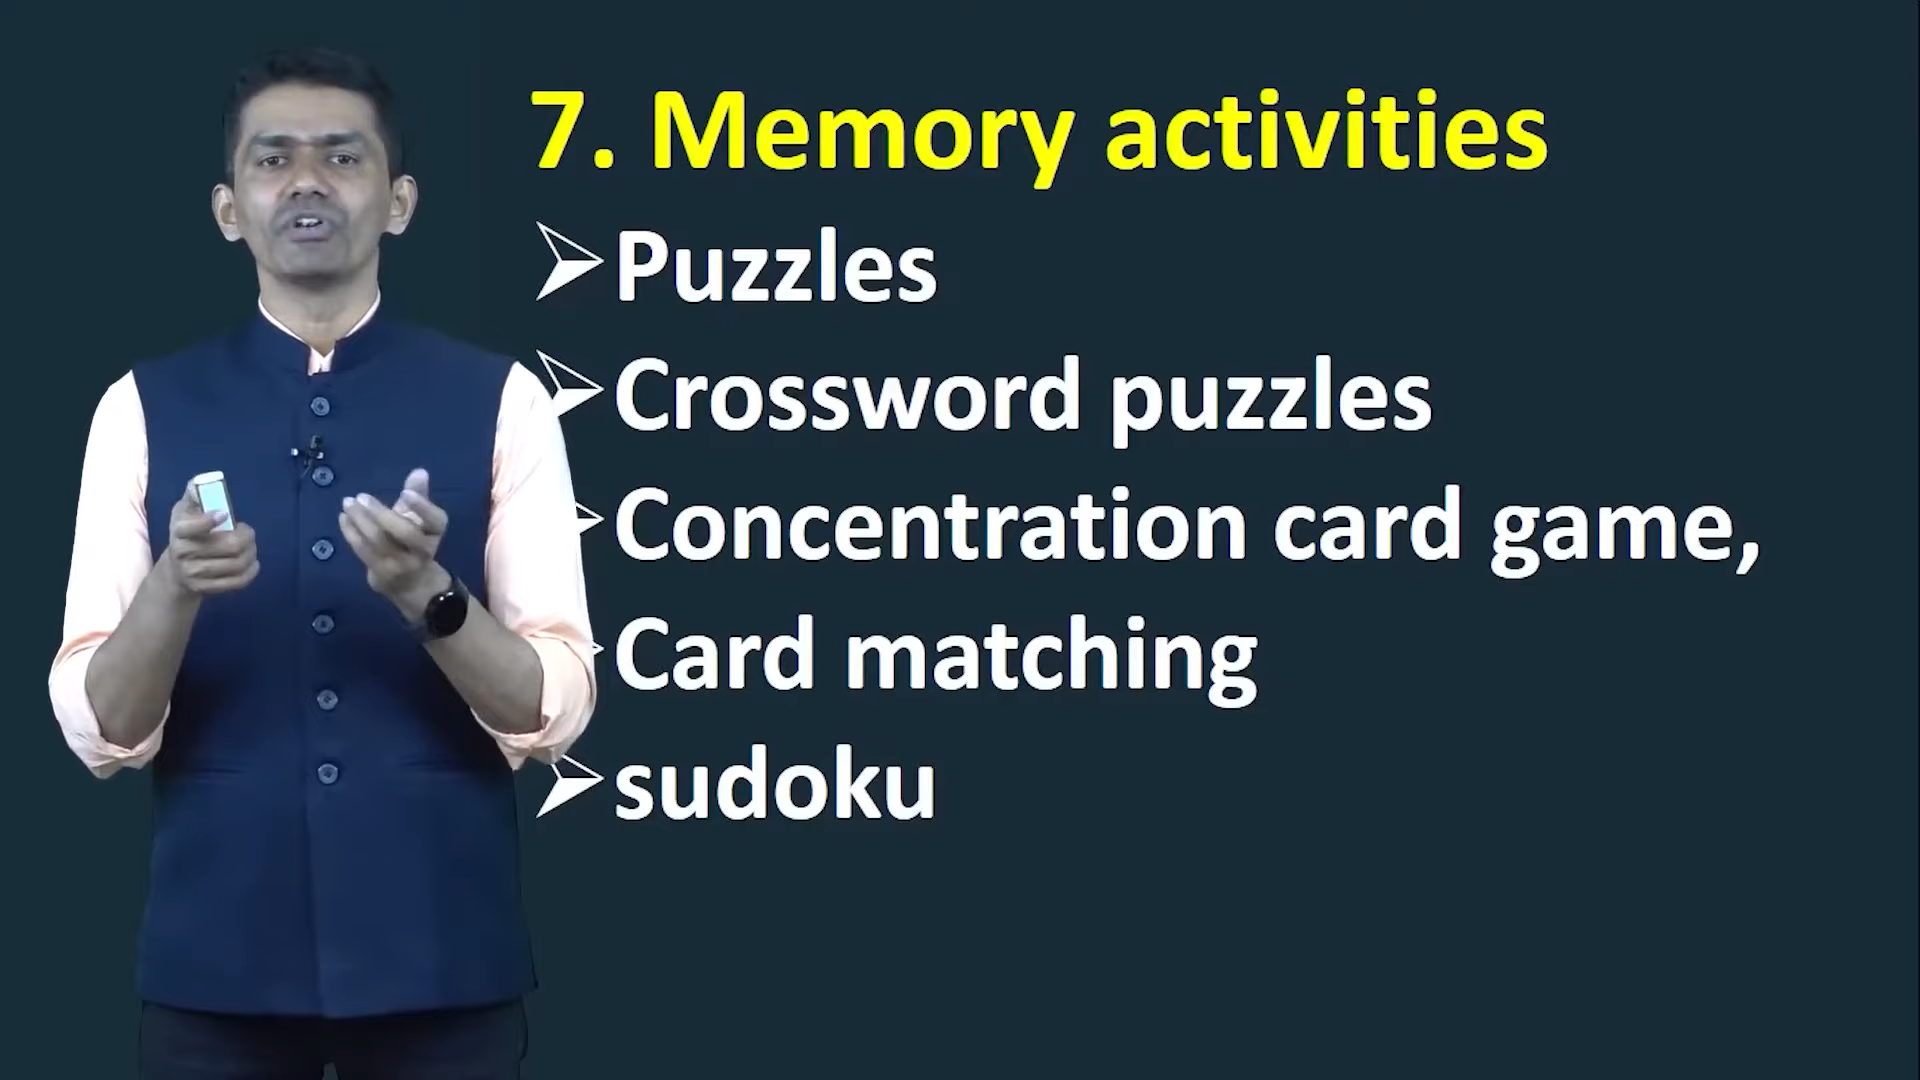 7. Memory activities
Puzzles
Crossword puzzles
Concentration card game,
Card matching
sudoku